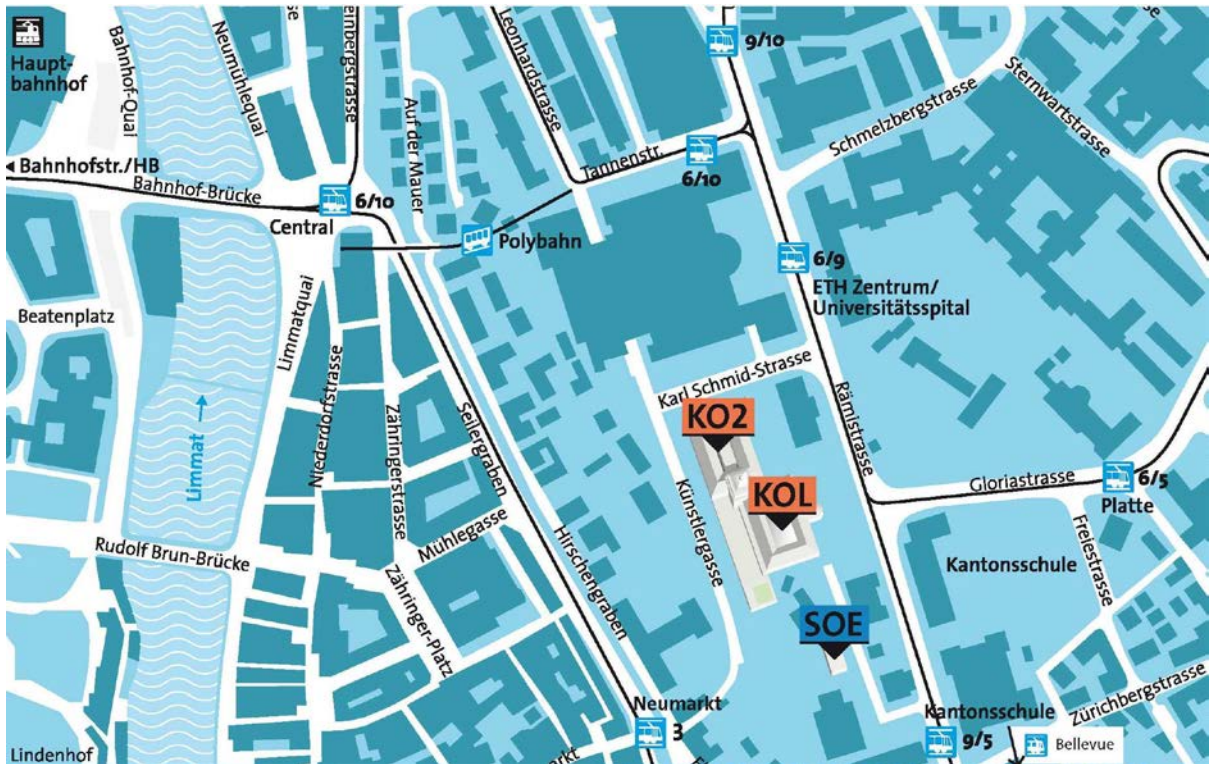 Haupt-
bahnhof
Bahnhof-Quai
Neumühlequai
einbergstrasse
Auf der Mauer
Leonhardstrasse
9/10
Schmelzbergstrasse
Sternwartstrasse
Tannenstr.
6/10
◄ Bahnhofstr./HB
Bahnhof-Brücke
6/10
Central
Polybahn
6/9
ETH Zentrum/
Universitätsspital
Beatenplatz
Limmatquai
Niederdorfstrasse
Zähringerstrasse
Seilergraben
Karl Schmid-Strasse
Rämistrasse
KO2
KOL
Limmat →
Künstlergasse
Gloriastrasse
6/5
Platte
Mühlegasse
Hirschengraben
Rudolf Brun-Brücke
Zähringer-Platz
Kantonsschule
Freiestrasse
SOE
Neumarkt
3
Kantonsschule
9/5
Zürichbergstrasse
Bellevue
Lindenhof